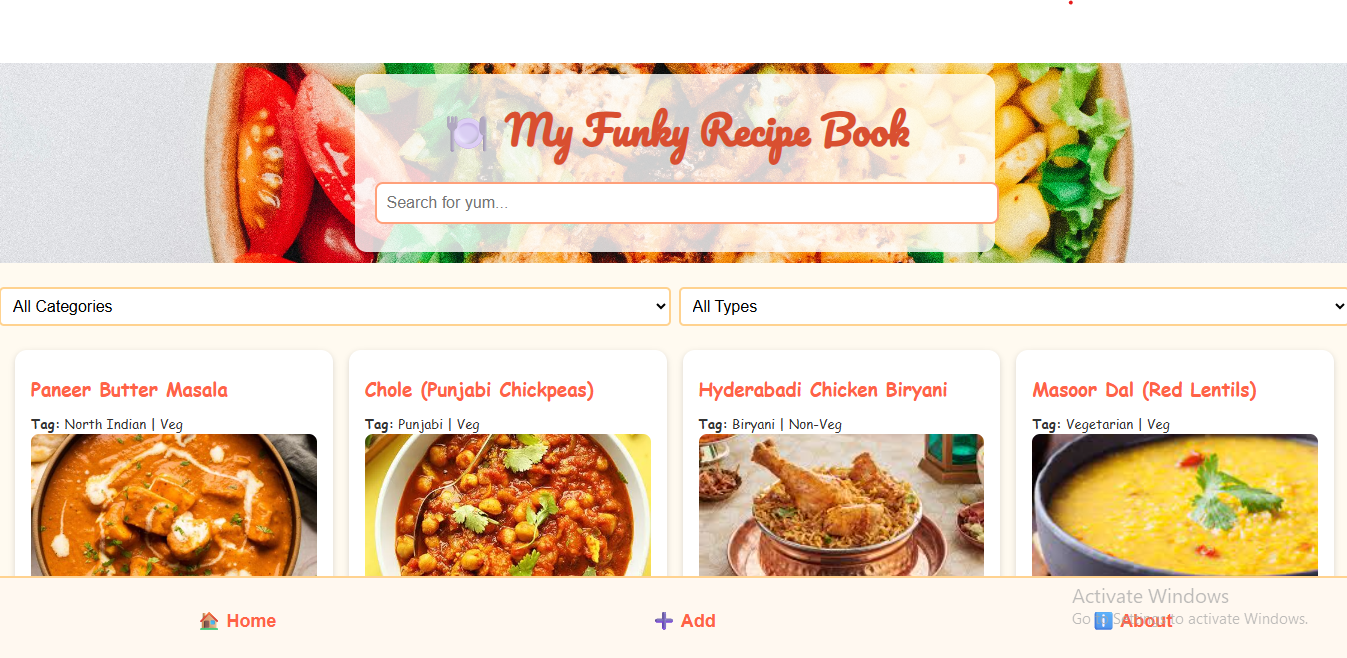 My Funky Recipe Book
Search for yum...
All Categories
All Types
Paneer Butter Masala
Tag: North Indian | Veg
Chole (Punjabi Chickpeas)
Tag: Punjabi | Veg
Hyderabadi Chicken Biryani
Tag: Biryani | Non-Veg
Masoor Dal (Red Lentils)
Tag: Vegetarian | Veg
Home
Add
About
Activate Windows
Go to Settings to activate Windows.